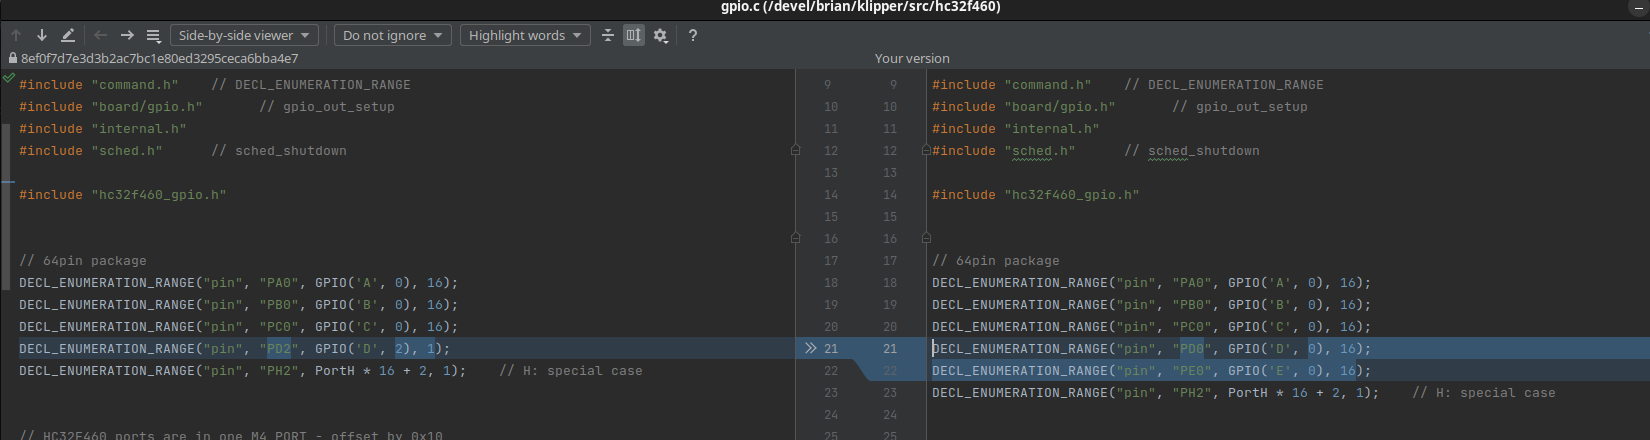 gpio.c (/devel/brian/klipper/src/hc32f460)
Side-by-side viewer Do not ignore Highlight words ?
8ef0f7d7e3d3b2ac7bc1e80ed3295ceca6bba4e7 Your version
#include "command.h" // DECL_ENUMERATION_RANGE 9 9 #include "command.h" // DECL_ENUMERATION_RANGE
#include "board/gpio.h" // gpio_out_setup 10 10 #include "board/gpio.h" // gpio_out_setup
#include "internal.h" 11 11 #include "internal.h"
#include "sched.h" // sched_shutdown 12 12 #include "sched.h" // sched_shutdown
13 13
#include "hc32f460_gpio.h" 14 14 #include "hc32f460_gpio.h"
15 15
16 16
// 64pin package 17 17 // 64pin package
DECL_ENUMERATION_RANGE("pin", "PA0", GPIO('A', 0), 16); 18 18 DECL_ENUMERATION_RANGE("pin", "PA0", GPIO('A', 0), 16);
DECL_ENUMERATION_RANGE("pin", "PB0", GPIO('B', 0), 16); 19 19 DECL_ENUMERATION_RANGE("pin", "PB0", GPIO('B', 0), 16);
DECL_ENUMERATION_RANGE("pin", "PC0", GPIO('C', 0), 16); 20 20 DECL_ENUMERATION_RANGE("pin", "PC0", GPIO('C', 0), 16);
DECL_ENUMERATION_RANGE("pin", "PD2", GPIO('D', 2), 1); 21 21 DECL_ENUMERATION_RANGE("pin", "PD0", GPIO('D', 0), 16);
DECL_ENUMERATION_RANGE("pin", "PH2", PortH * 16 + 2, 1); // H: special case 22 22 DECL_ENUMERATION_RANGE("pin", "PE0", GPIO('E', 0), 16);
23 23 DECL_ENUMERATION_RANGE("pin", "PH2", PortH * 16 + 2, 1); // H: special case
24 24
// HC32F460 ports are in one M4_PORT - offset by 0x10 25 25